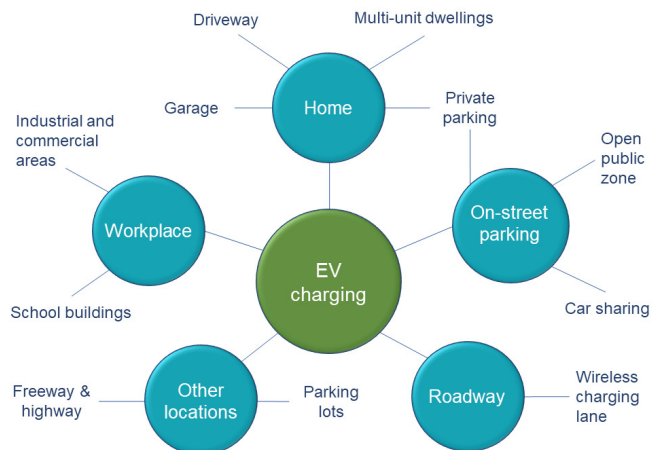 Driveway
Multi-unit dwellings
Garage
Home
Private
parking
Industrial and
commercial
areas
Open
public
zone
Workplace
On-street
parking
EV
charging
School buildings
Car sharing
Freeway &
highway
Other
locations
Parking
lots
Roadway
Wireless
charging
lane